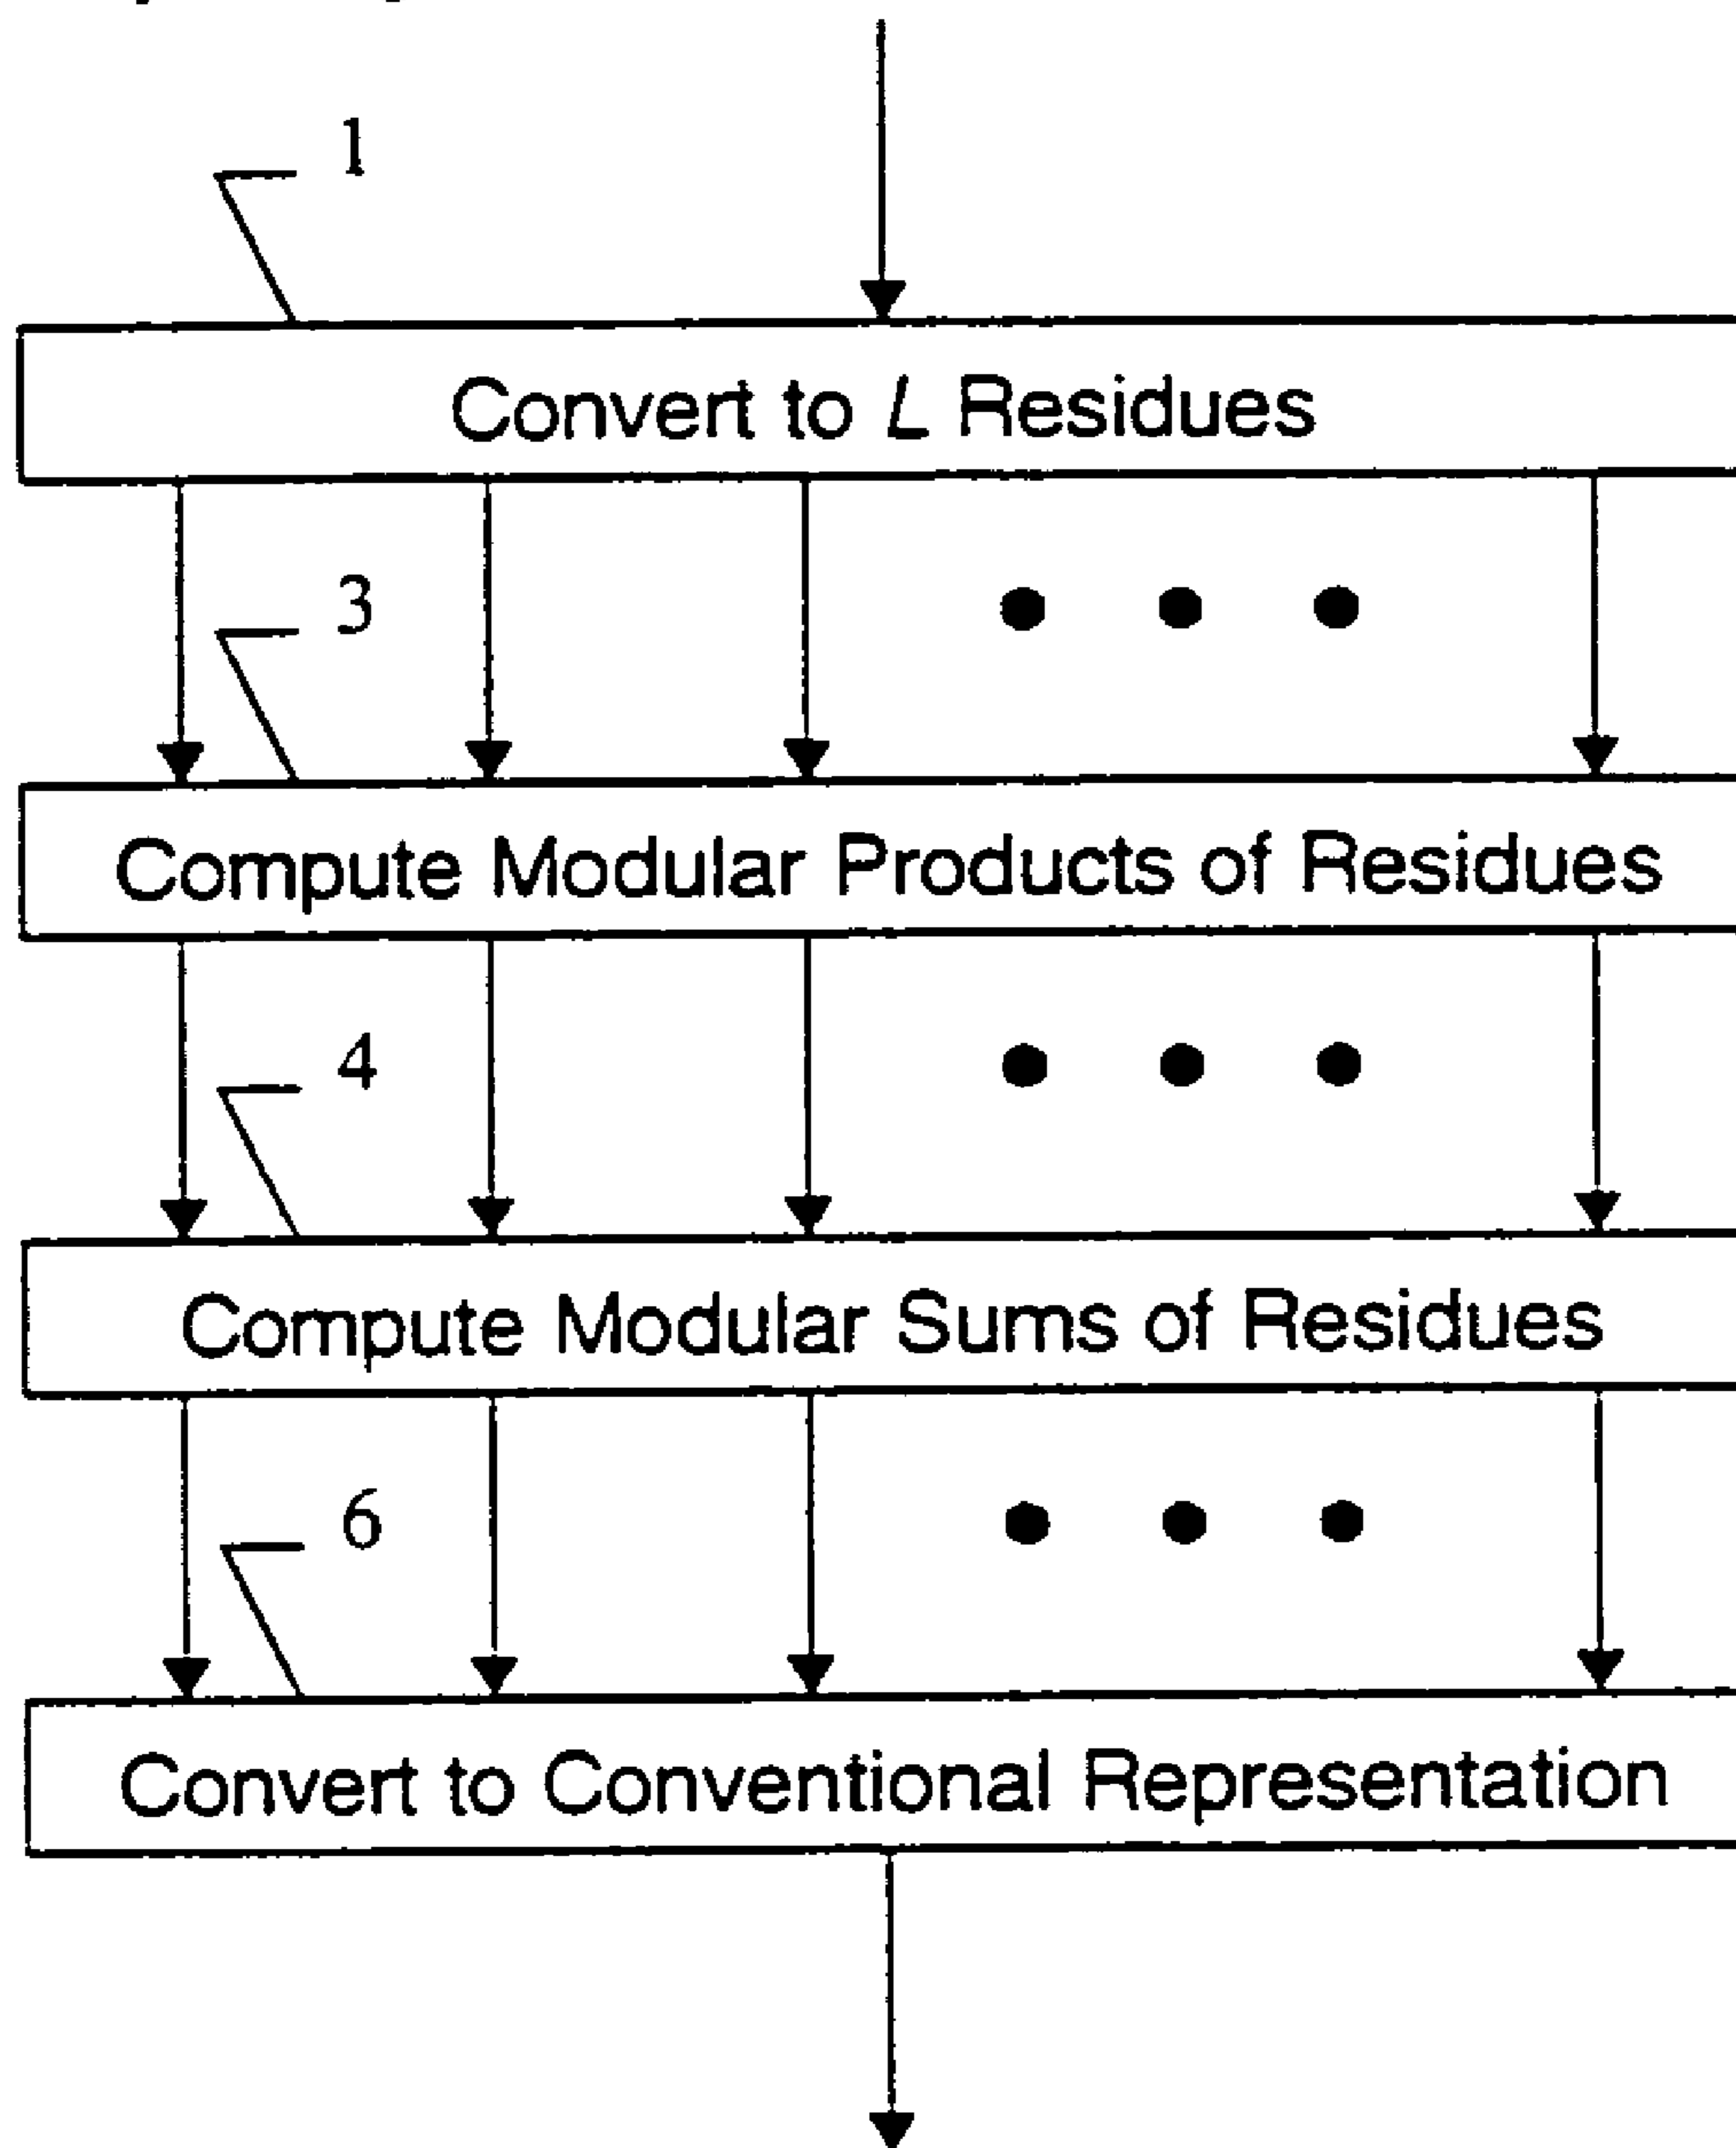 1
Convert to L Residues
3
Compute Modular Products of Residues
4
Compute Modular Sums of Residues
6
Convert to Conventional Representation